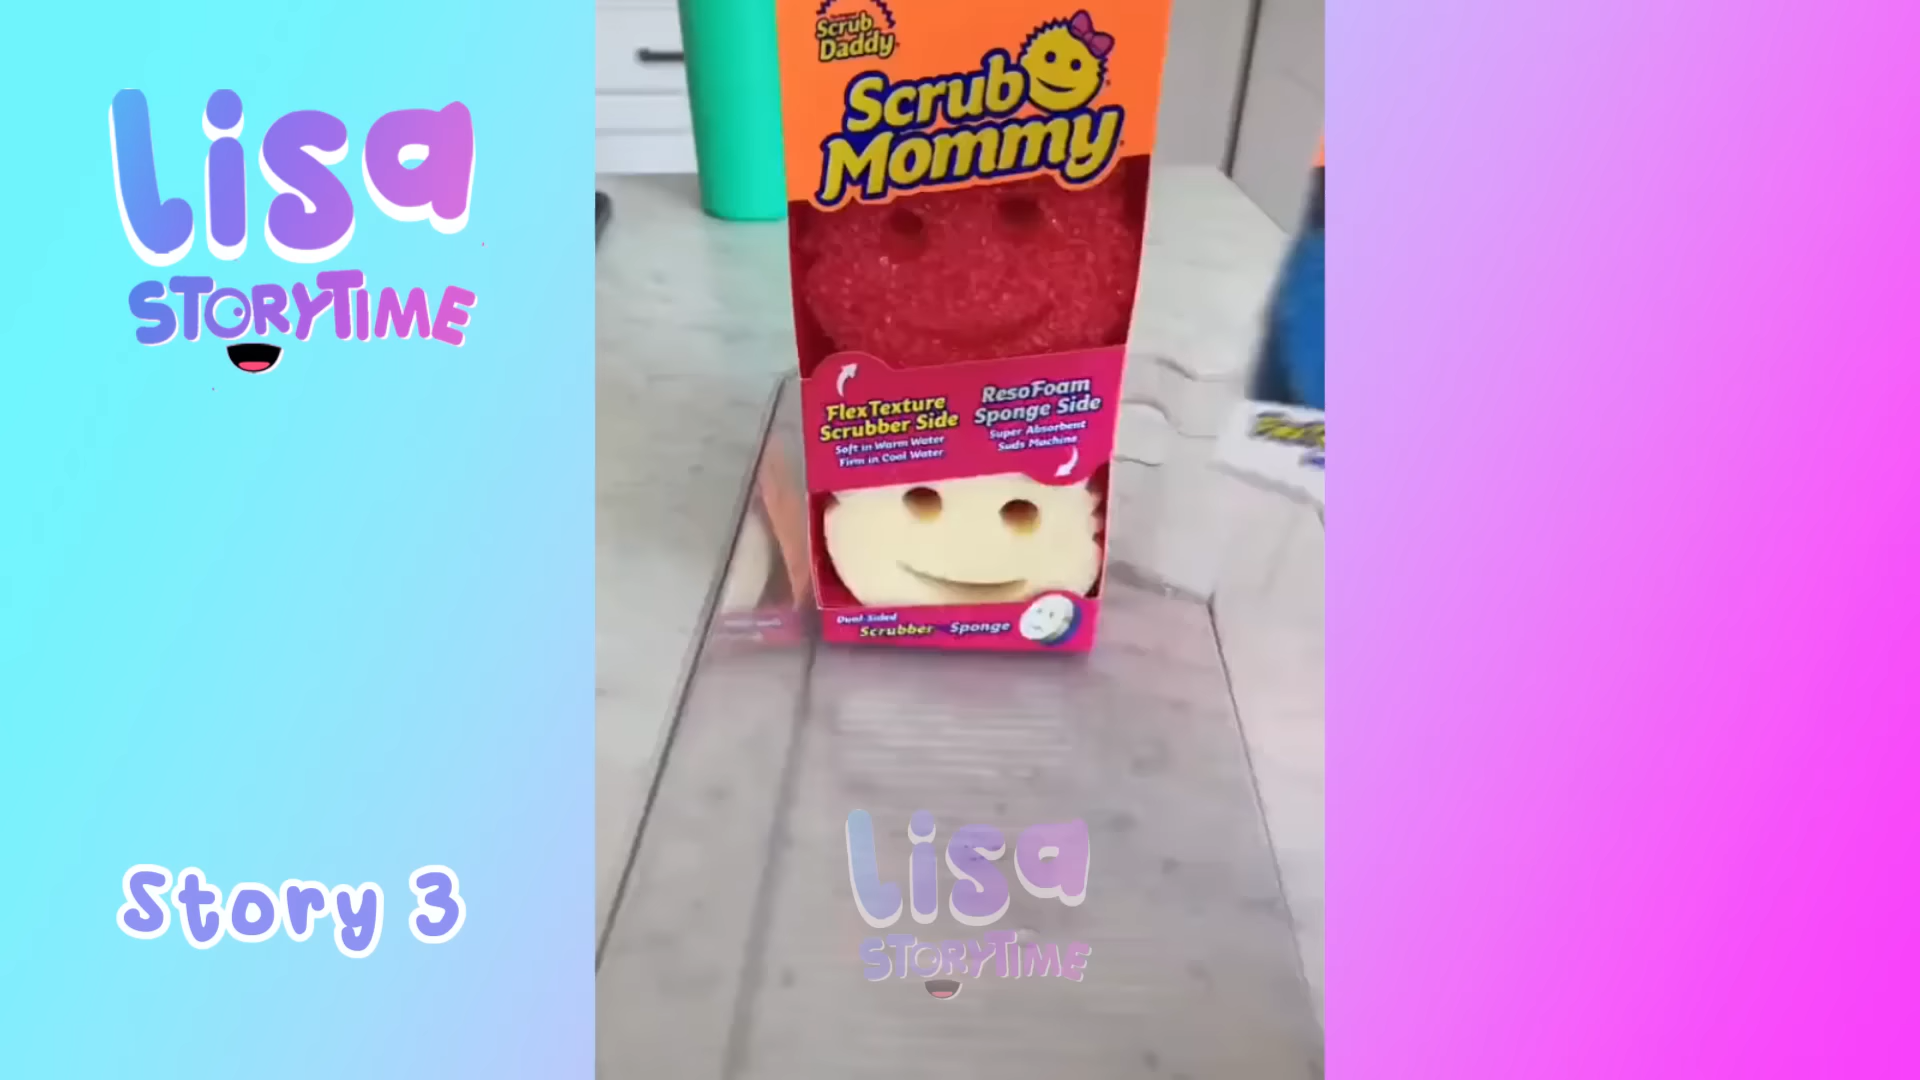 Lisa
STORYTIME
Story 3
Scrub
Daddy
Scrub
Mommy
FlexTexture
Scrubber Side
Soft in Warm Water
Firm in Cool Water
ResoFoam
Sponge Side
Super Absorbent
Suds Machine
Dual-Sided
Scrubber Sponge
Lisa
STORYTIME